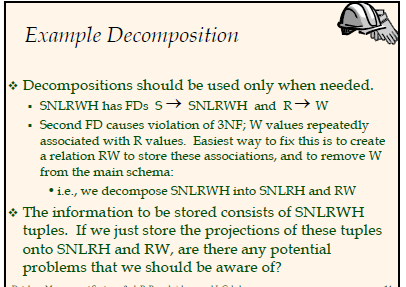 Example Decomposition
❖ Decompositions should be used only when needed.
▪ SNLRWH has FDs S → SNLRWH and R → W
▪ Second FD causes violation of 3NF; W values repeatedly
associated with R values. Easiest way to fix this is to create
a relation RW to store these associations, and to remove W
from the main schema:
• i.e., we decompose SNLRWH into SNLRH and RW
❖ The information to be stored consists of SNLRWH
tuples. If we just store the projections of these tuples
onto SNLRH and RW, are there any potential
problems that we should be aware of?